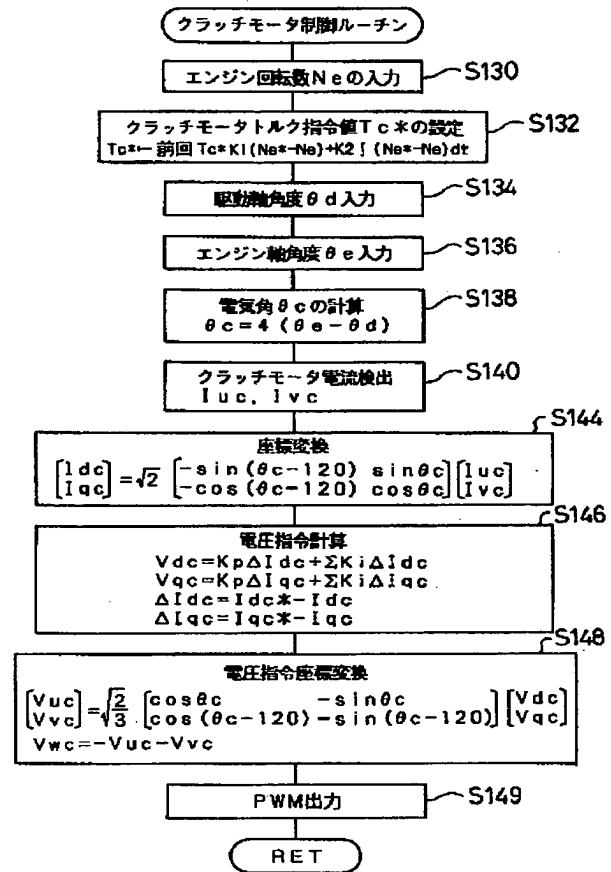 クラッチモータ制御ルーチン
エンジン回転数Neの入力
S130
クラッチモータトルク指令値Tc*の設定
Tc*← 前回 Tc*K1(Ne*-Ne)+K2∫(Ne*-Ne)dt
S132
駆動軸角度θd入力
S134
エンジン軸角度θe入力
S136
電気角θcの計算
θc=4(θe-θd)
S138
クラッチモータ電流検出
Iuc, Ivc
S140
S144
座標変換
[Idc]=√2 [-sin(θc-120) sinθc][Iuc]
[Iqc] [-cos(θc-120) cosθc][Ivc]
S146
電圧指令計算
Vdc=KpΔIdc+ΣKiΔIdc
Vqc=KpΔIqc+ΣKiΔIqc
ΔIdc=Idc*-Idc
ΔIqc=Iqc*-Iqc
S148
電圧指令座標変換
[Vuc]=√2/3 [cosθc -sinθc][Vdc]
[Vvc] [cos(θc-120)-sin(θc-120)][Vqc]
Vwc=-Vuc-Vvc
PWM出力
S149
RET